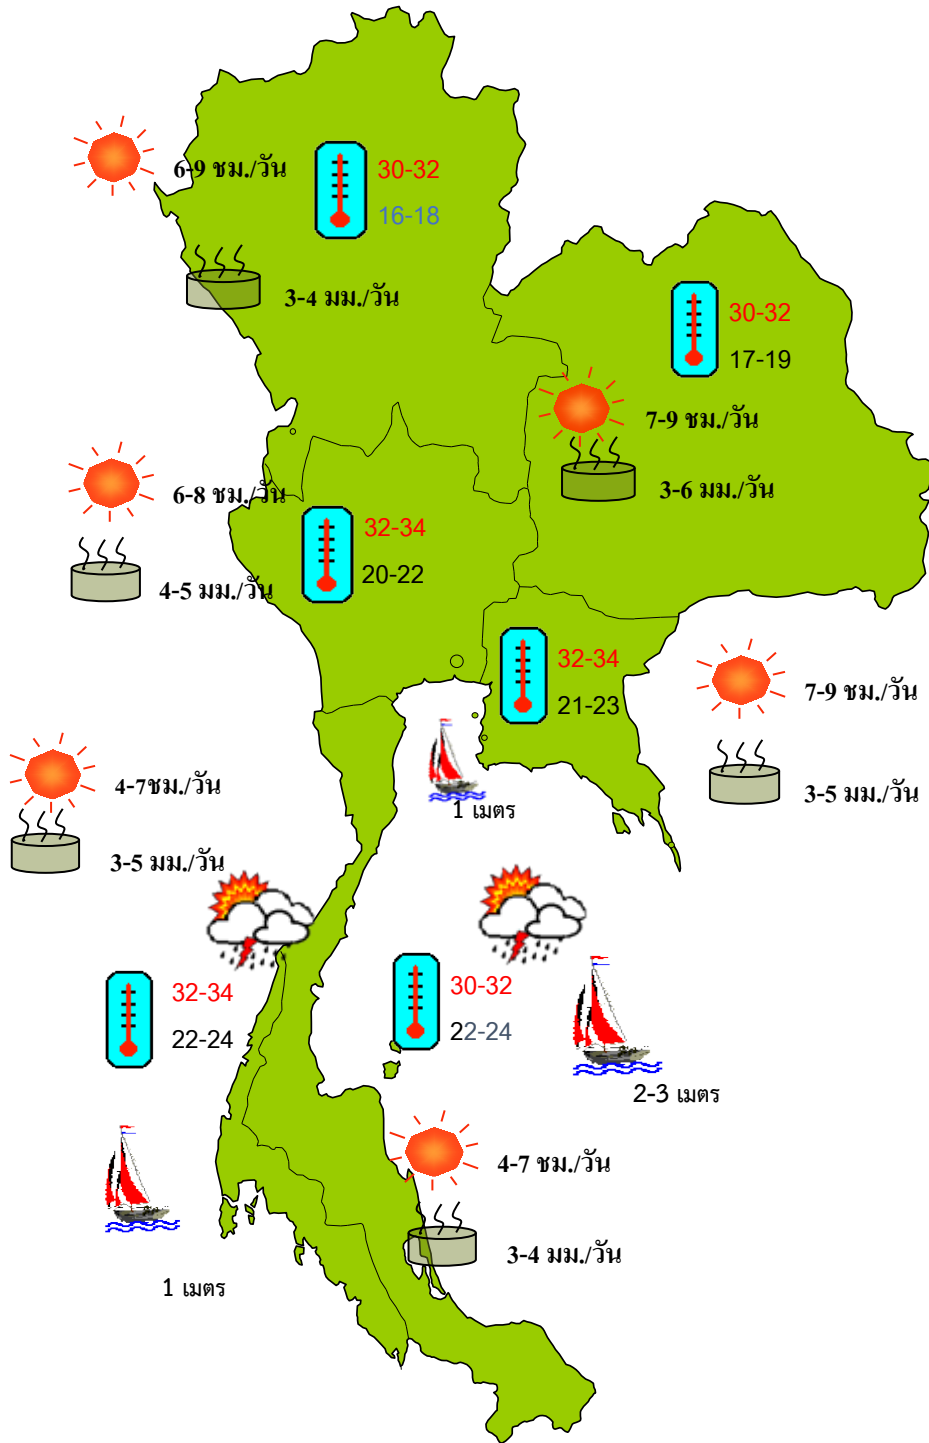 6-9 ชม./วัน
30-32
16-18
3-4 มม./วัน
30-32
17-19
7-9 ชม./วัน
3-6 มม./วัน
6-8 ชม./วัน
32-34
20-22
4-5 มม./วัน
32-34
21-23
7-9 ชม./วัน
3-5 มม./วัน
4-7ชม./วัน
1 เมตร
3-5 มม./วัน
32-34
22-24
30-32
22-24
2-3 เมตร
4-7 ชม./วัน
3-4 มม./วัน
1 เมตร